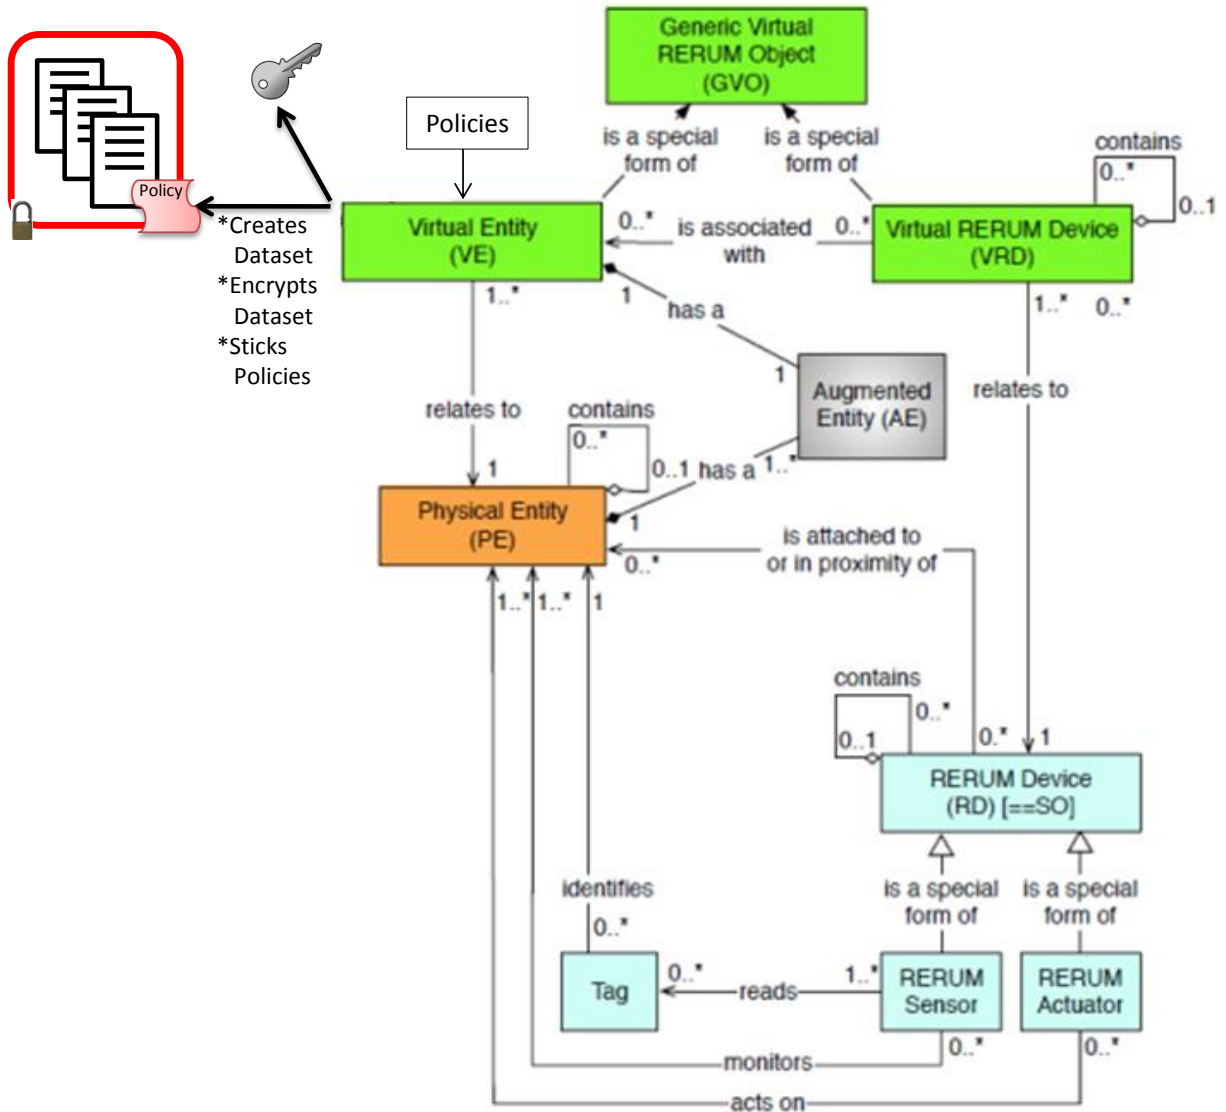 Generic Virtual
RERUM Object
(GVO)
Policies
is a special
form of
is a special
form of
contains
0..*
0..1
Policy
*Creates
Dataset
*Encrypts
Dataset
*Sticks
Policies
Virtual Entity
(VE)
0..*
is associated
with
0..*
Virtual RERUM Device
(VRD)
1..*
1
has a
1
1..*
0..*
Augmented
Entity (AE)
relates to
relates to
contains
0..*
0..1
has a
1..*
1
1
Physical Entity
(PE)
0..*
is attached to
or in proximity of
1..*
1..*
1
contains
0..*
0..1
0..*
1
RERUM Device
(RD) [==SO]
identifies
0..*
is a special
form of
is a special
form of
Tag
0..*
reads
1..*
RERUM
Sensor
RERUM
Actuator
0..*
0..*
monitors
acts on